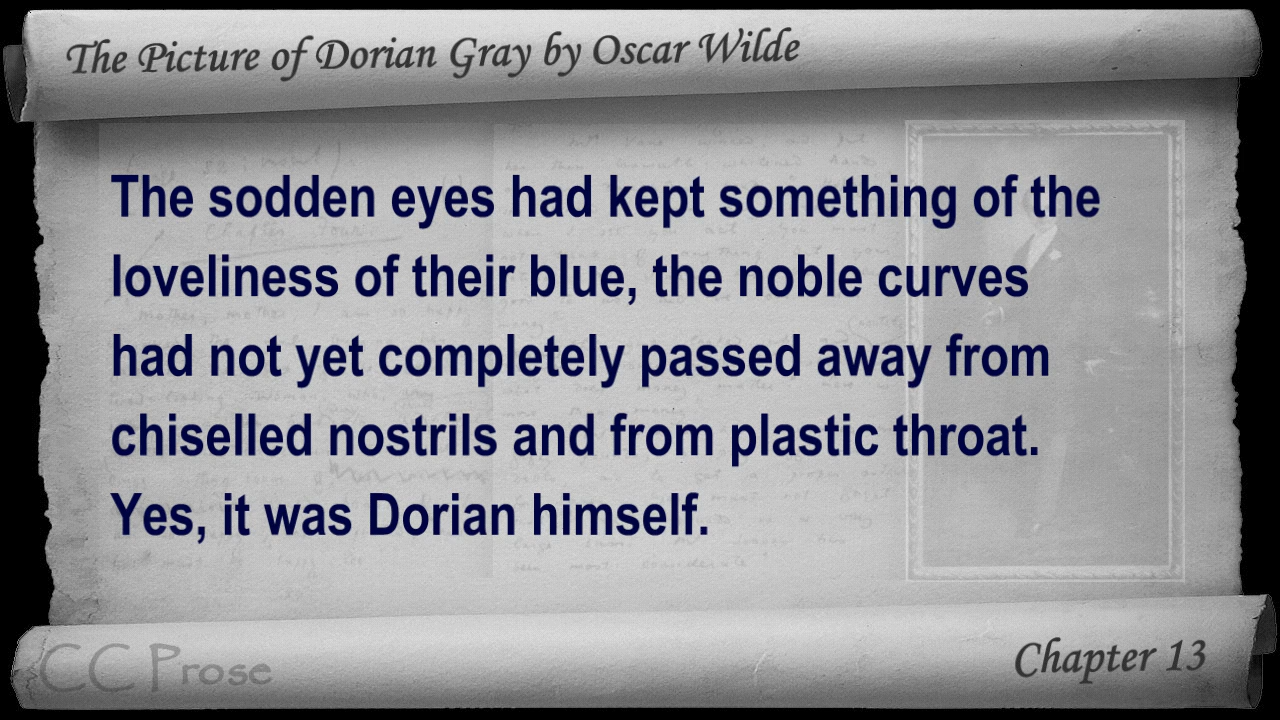 The Picture of Dorian Gray by Oscar Wilde
The sodden eyes had kept something of the
loveliness of their blue, the noble curves
had not yet completely passed away from
chiselled nostrils and from plastic throat.
Yes, it was Dorian himself.
CC Prose
Chapter 13